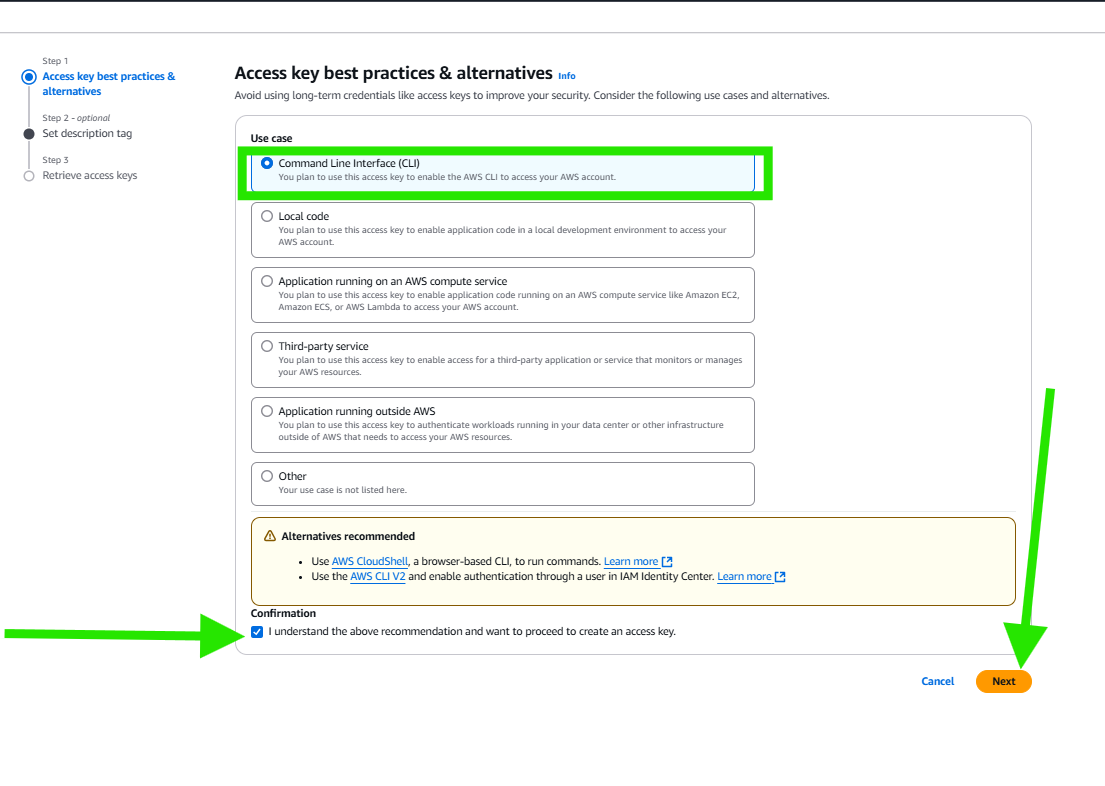 Step 1
Access key best practices &
alternatives
Step 2 - optional
Set description tag
Step 3
Retrieve access keys
Access key best practices & alternatives Info
Avoid using long-term credentials like access keys to improve your security. Consider the following use cases and alternatives.
Use case
Command Line Interface (CLI)
You plan to use this access key to enable the AWS CLI to access your AWS account.
Local code
You plan to use this access key to enable application code in a local development environment to access your
AWS account.
Application running on an AWS compute service
You plan to use this access key to enable application code running on an AWS compute service like Amazon EC2,
Amazon ECS, or AWS Lambda to access your AWS account.
Third-party service
You plan to use this access key to enable access for a third-party application or service that monitors or manages
your AWS resources.
Application running outside AWS
You plan to use this access key to authenticate workloads running in your data center or other infrastructure
outside of AWS that needs to access your AWS resources.
Other
Your use case is not listed here.
Alternatives recommended
• Use AWS CloudShell, a browser-based CLI, to run commands. Learn more
• Use the AWS CLI V2 and enable authentication through a user in IAM Identity Center. Learn more
Confirmation
I understand the above recommendation and want to proceed to create an access key.
Cancel Next